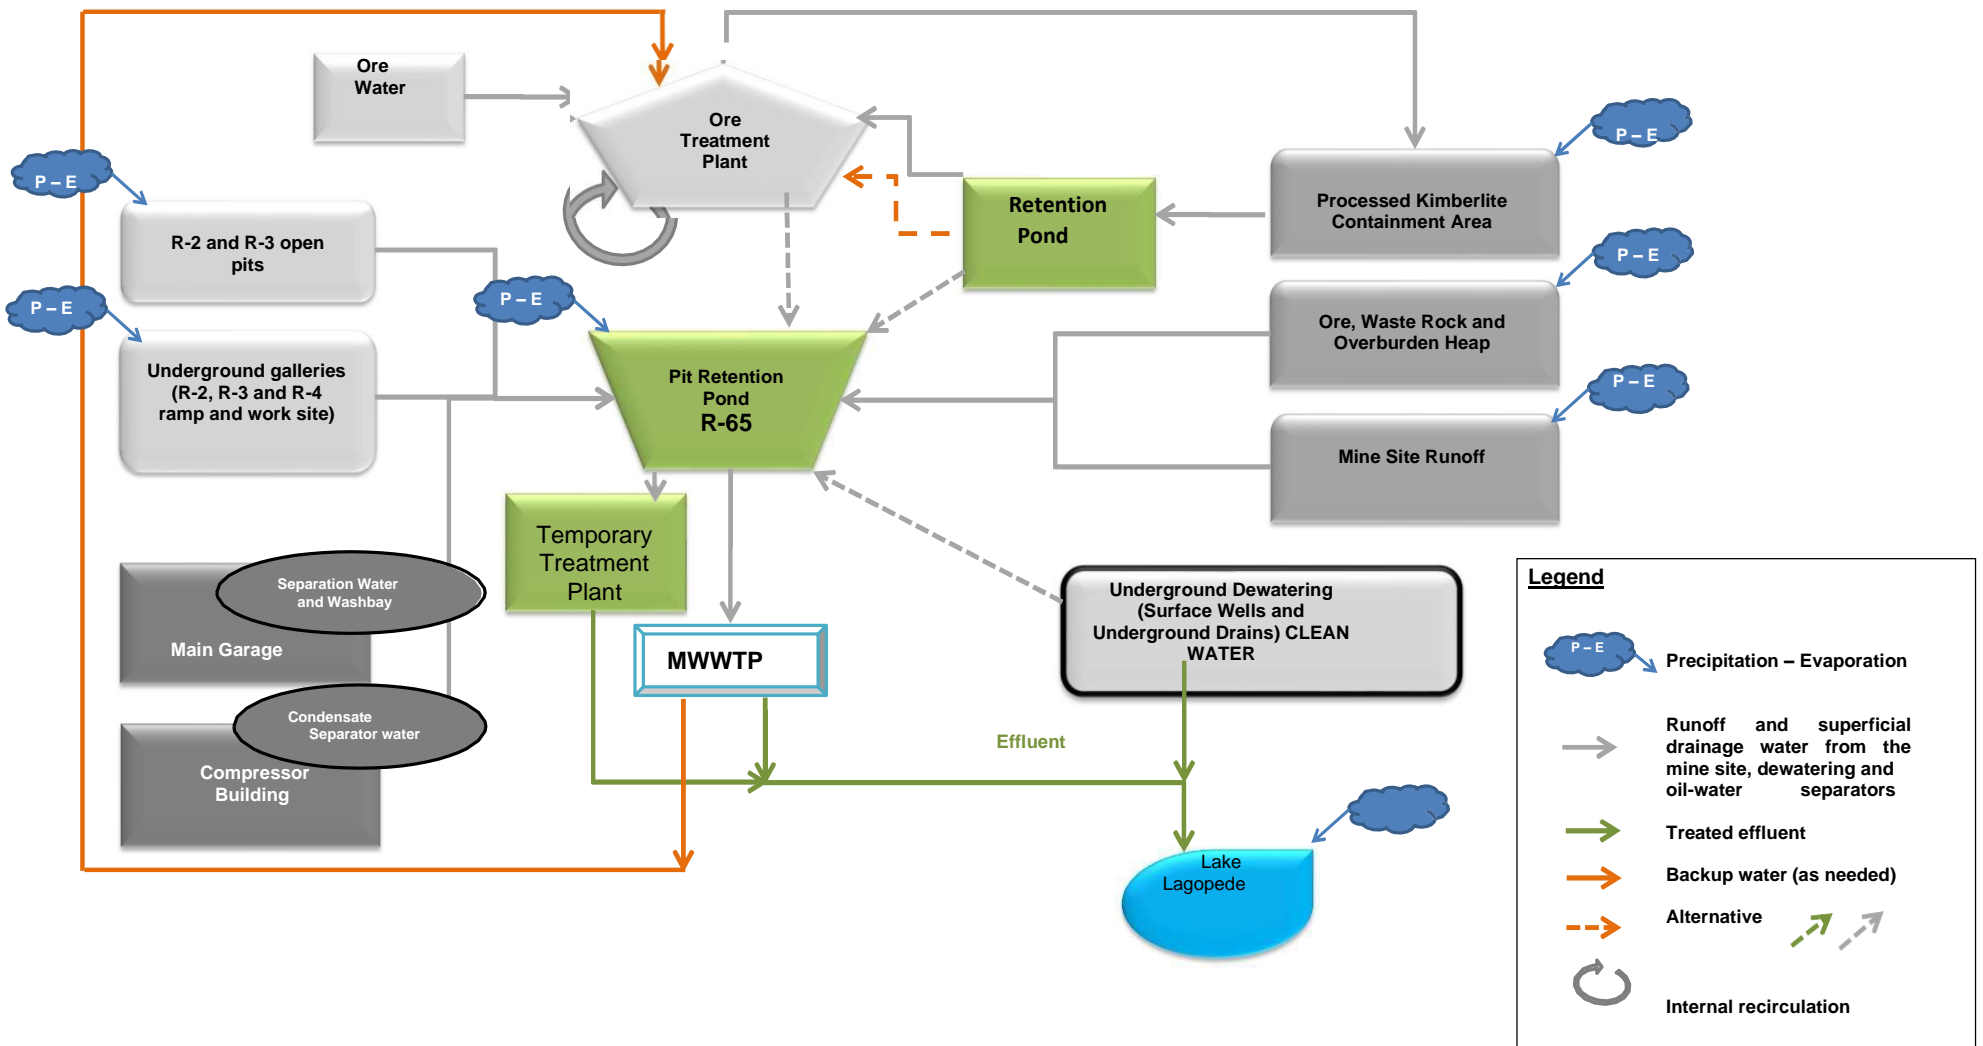 Ore
Water
Ore
Treatment
Plant
P – E
P – E
R-2 and R-3 open
pits
Retention
Pond
Processed Kimberlite
Containment Area
P – E
P – E
P – E
Ore, Waste Rock and
Overburden Heap
Underground galleries
(R-2, R-3 and R-4
ramp and work site)
Pit Retention
Pond
R-65
P – E
Mine Site Runoff
Temporary
Treatment
Plant
Separation Water
and Washbay
Main Garage
MWWTP
Underground Dewatering
(Surface Wells and
Underground Drains) CLEAN
WATER
Condensate
Separator water
Compressor
Building
Effluent
Lake
Lagopede
Legend
P – E
Precipitation – Evaporation
Runoff and superficial
drainage water from the
mine site, dewatering and
oil-water separators
Treated effluent
Backup water (as needed)
Alternative
Internal recirculation